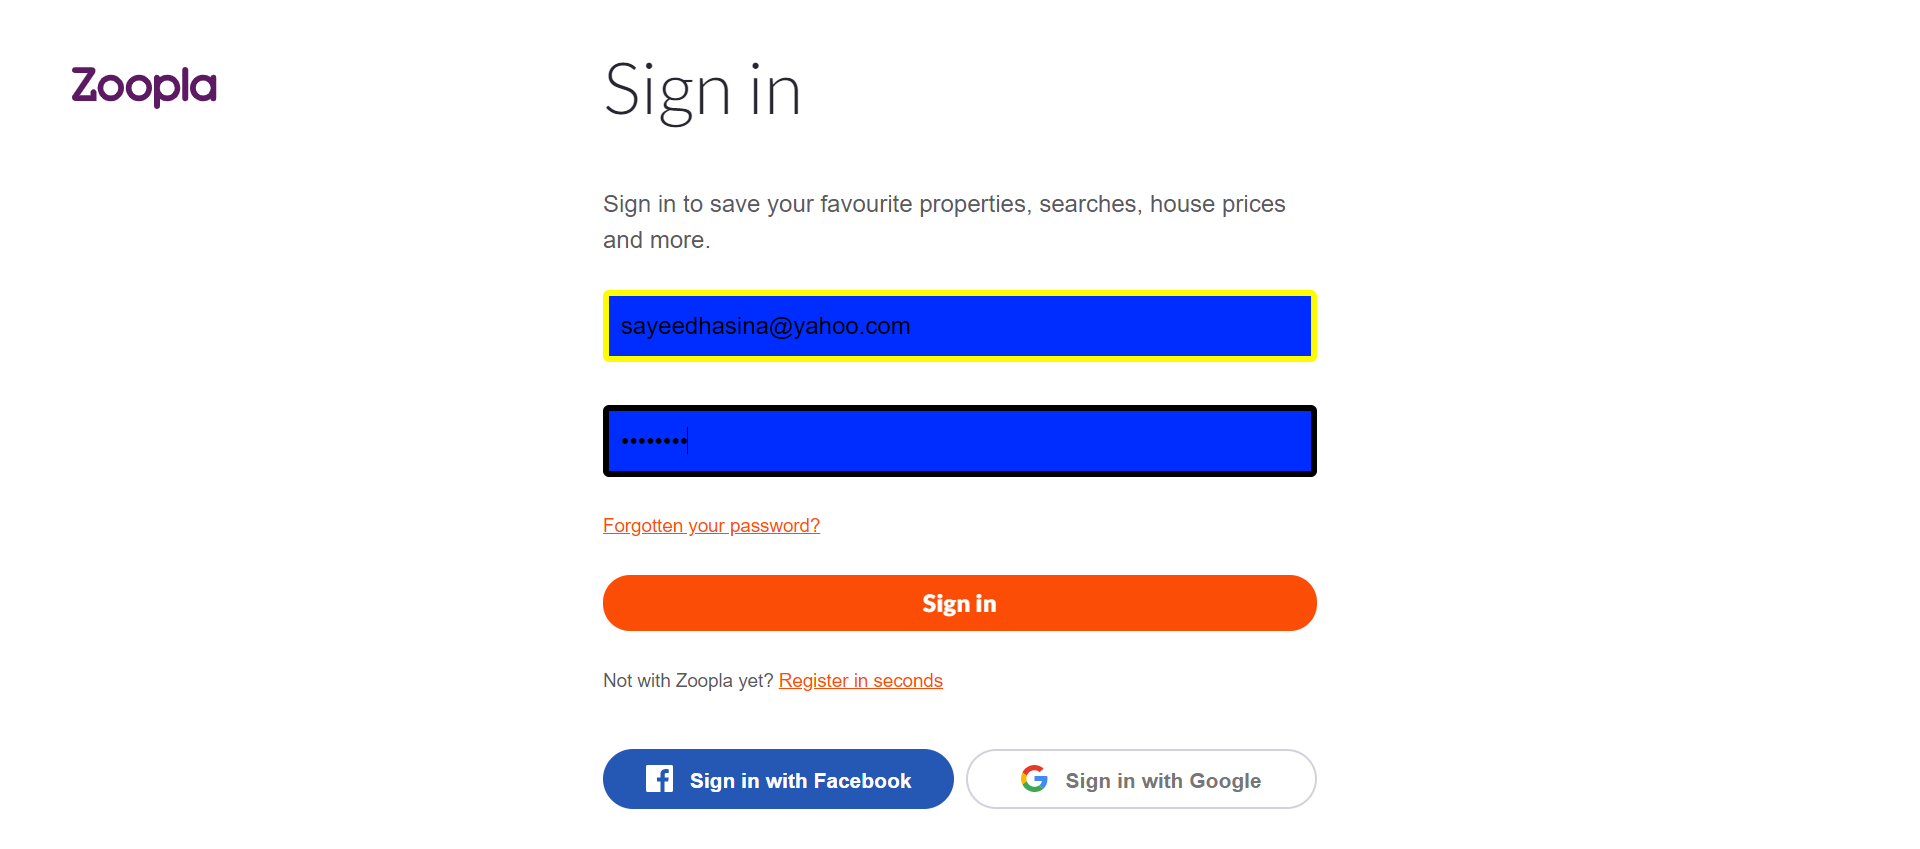 Zoopla
Sign in
Sign in to save your favourite properties, searches, house prices
and more.
sayeedhasina@yahoo.com
••••••••
Forgotten your password?
Sign in
Not with Zoopla yet? Register in seconds
Sign in with Facebook
Sign in with Google